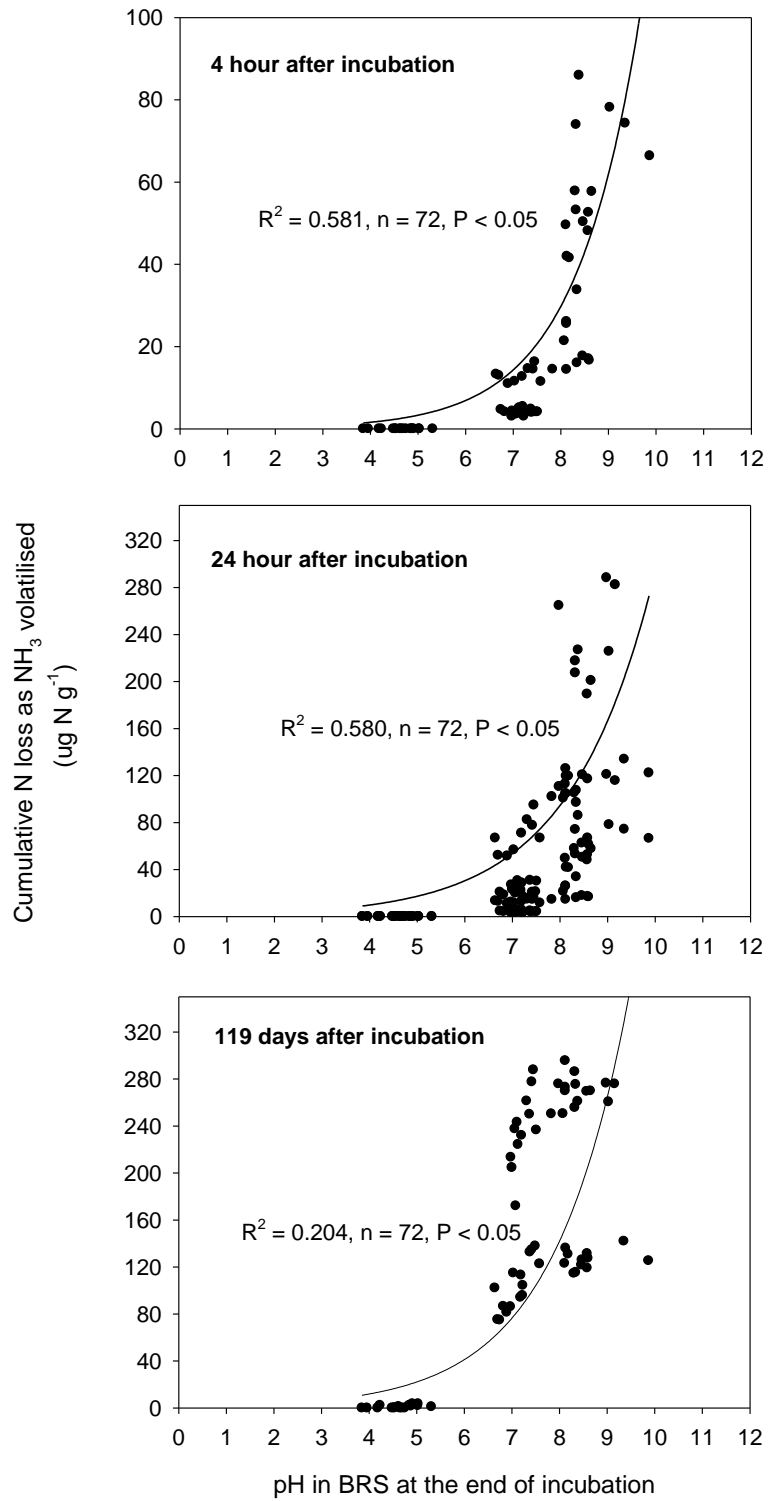 100
80
60
40
20
0
4 hour after incubation
R² = 0.581, n = 72, P < 0.05
0 1 2 3 4 5 6 7 8 9 10 11 12
Cumulative N loss as NH₃ volatilised
(ug N g⁻¹)
320
280
240
200
160
120
80
40
0
24 hour after incubation
R² = 0.580, n = 72, P < 0.05
0 1 2 3 4 5 6 7 8 9 10 11 12
320
280
240
200
160
120
80
40
0
119 days after incubation
R² = 0.204, n = 72, P < 0.05
0 1 2 3 4 5 6 7 8 9 10 11 12
pH in BRS at the end of incubation